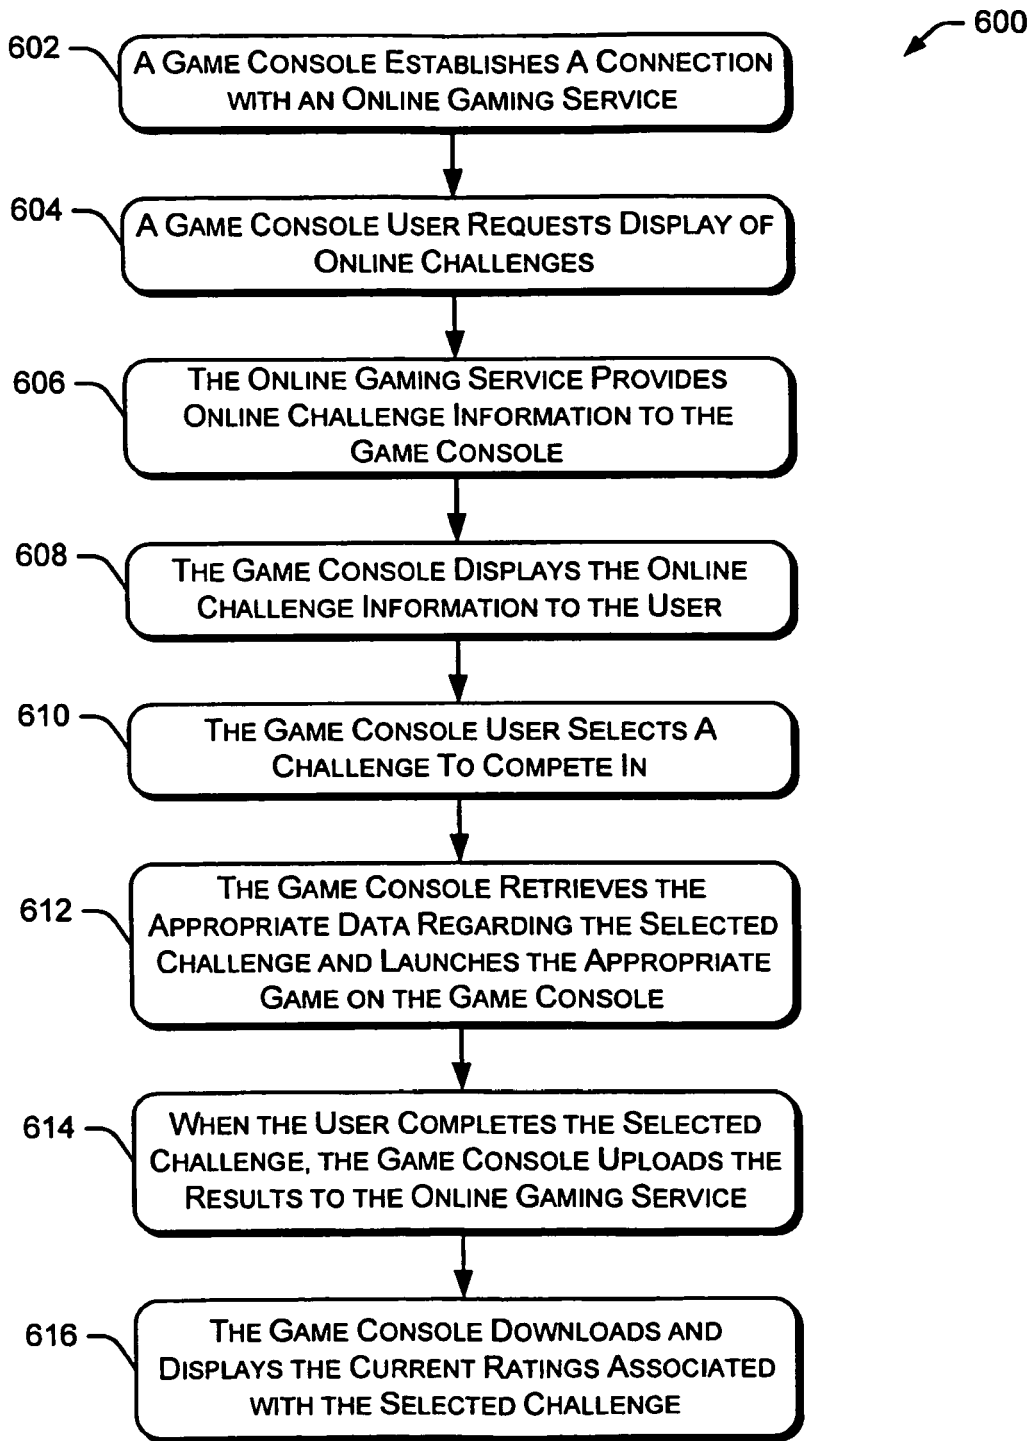 600
602
A GAME CONSOLE ESTABLISHES A CONNECTION
WITH AN ONLINE GAMING SERVICE
604
A GAME CONSOLE USER REQUESTS DISPLAY OF
ONLINE CHALLENGES
606
THE ONLINE GAMING SERVICE PROVIDES
ONLINE CHALLENGE INFORMATION TO THE
GAME CONSOLE
608
THE GAME CONSOLE DISPLAYS THE ONLINE
CHALLENGE INFORMATION TO THE USER
610
THE GAME CONSOLE USER SELECTS A
CHALLENGE TO COMPETE IN
612
THE GAME CONSOLE RETRIEVES THE
APPROPRIATE DATA REGARDING THE SELECTED
CHALLENGE AND LAUNCHES THE APPROPRIATE
GAME ON THE GAME CONSOLE
614
WHEN THE USER COMPLETES THE SELECTED
CHALLENGE, THE GAME CONSOLE UPLOADS THE
RESULTS TO THE ONLINE GAMING SERVICE
616
THE GAME CONSOLE DOWNLOADS AND
DISPLAYS THE CURRENT RATINGS ASSOCIATED
WITH THE SELECTED CHALLENGE